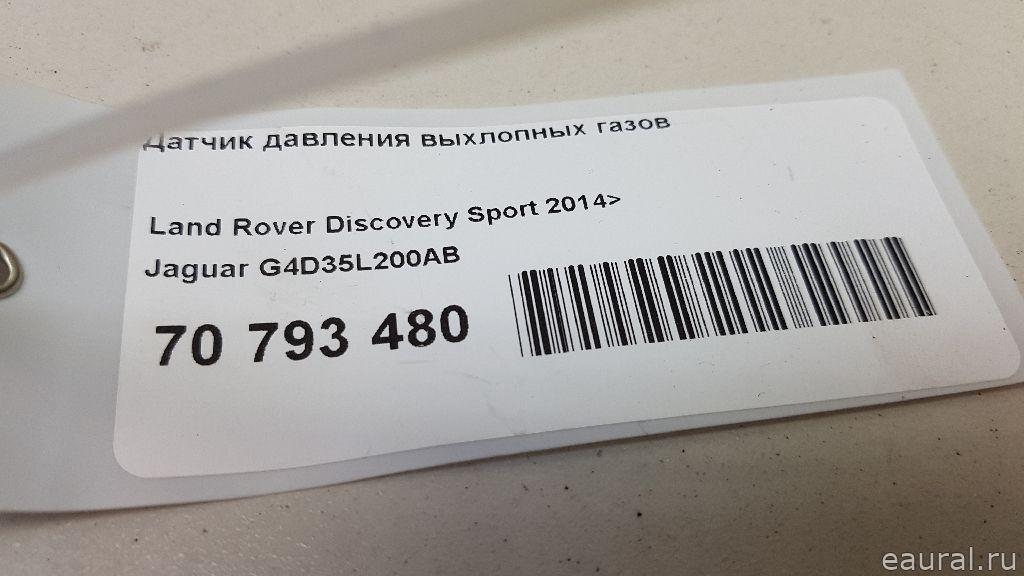 Датчик давления выхлопных газов
Land Rover Discovery Sport 2014>
Jaguar G4D35L200AB
70 793 480
eaural.ru